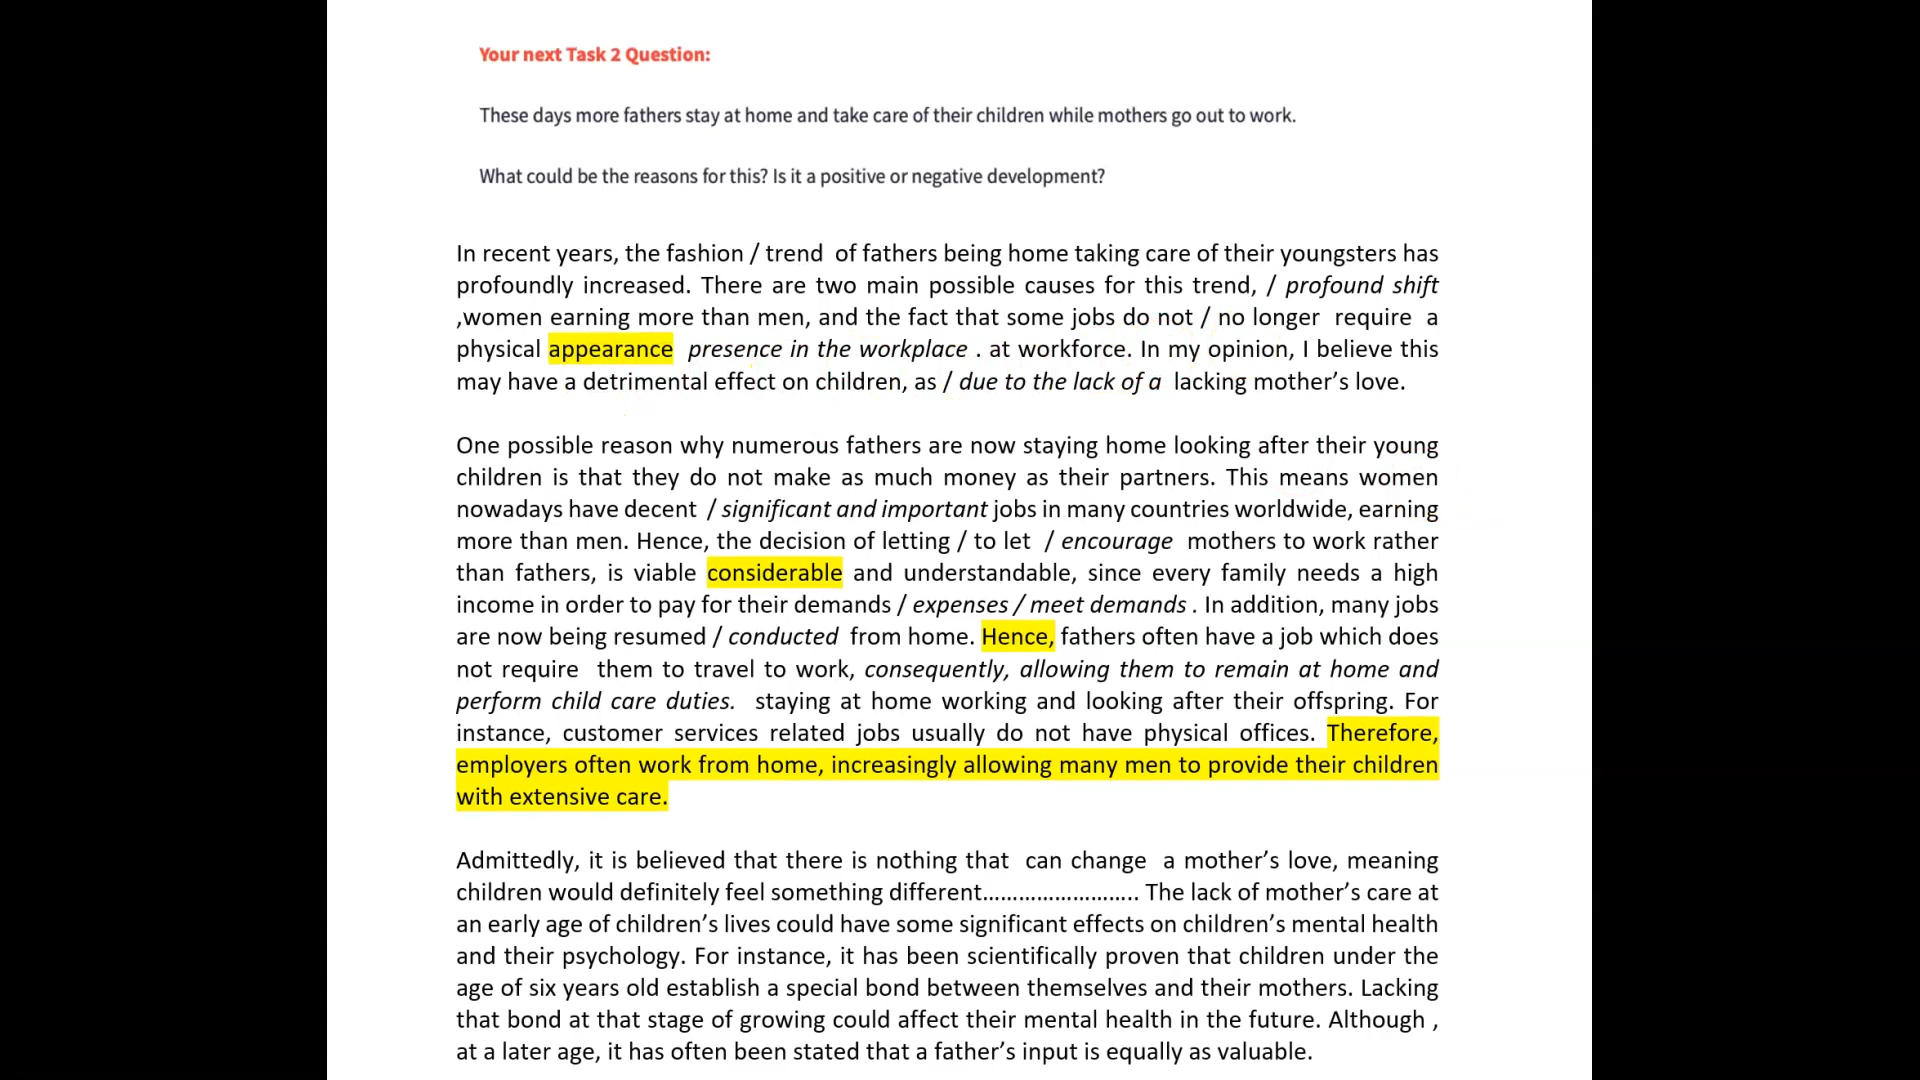 Your next Task 2 Question:
These days more fathers stay at home and take care of their children while mothers go out to work.
What could be the reasons for this? Is it a positive or negative development?
In recent years, the fashion / trend of fathers being home taking care of their youngsters has
profoundly increased. There are two main possible causes for this trend, / profound shift
,women earning more than men, and the fact that some jobs do not / no longer require a
physical appearance presence in the workplace . at workforce. In my opinion, I believe this
may have a detrimental effect on children, as / due to the lack of a lacking mother’s love.
One possible reason why numerous fathers are now staying home looking after their young
children is that they do not make as much money as their partners. This means women
nowadays have decent / significant and important jobs in many countries worldwide, earning
more than men. Hence, the decision of letting / to let / encourage mothers to work rather
than fathers, is viable considerable and understandable, since every family needs a high
income in order to pay for their demands / expenses / meet demands . In addition, many jobs
are now being resumed / conducted from home. Hence, fathers often have a job which does
not require them to travel to work, consequently, allowing them to remain at home and
perform child care duties. staying at home working and looking after their offspring. For
instance, customer services related jobs usually do not have physical offices. Therefore,
employers often work from home, increasingly allowing many men to provide their children
with extensive care.
Admittedly, it is believed that there is nothing that can change a mother’s love, meaning
children would definitely feel something different…………………….. The lack of mother’s care at
an early age of children’s lives could have some significant effects on children’s mental health
and their psychology. For instance, it has been scientifically proven that children under the
age of six years old establish a special bond between themselves and their mothers. Lacking
that bond at that stage of growing could affect their mental health in the future. Although ,
at a later age, it has often been stated that a father’s input is equally as valuable.